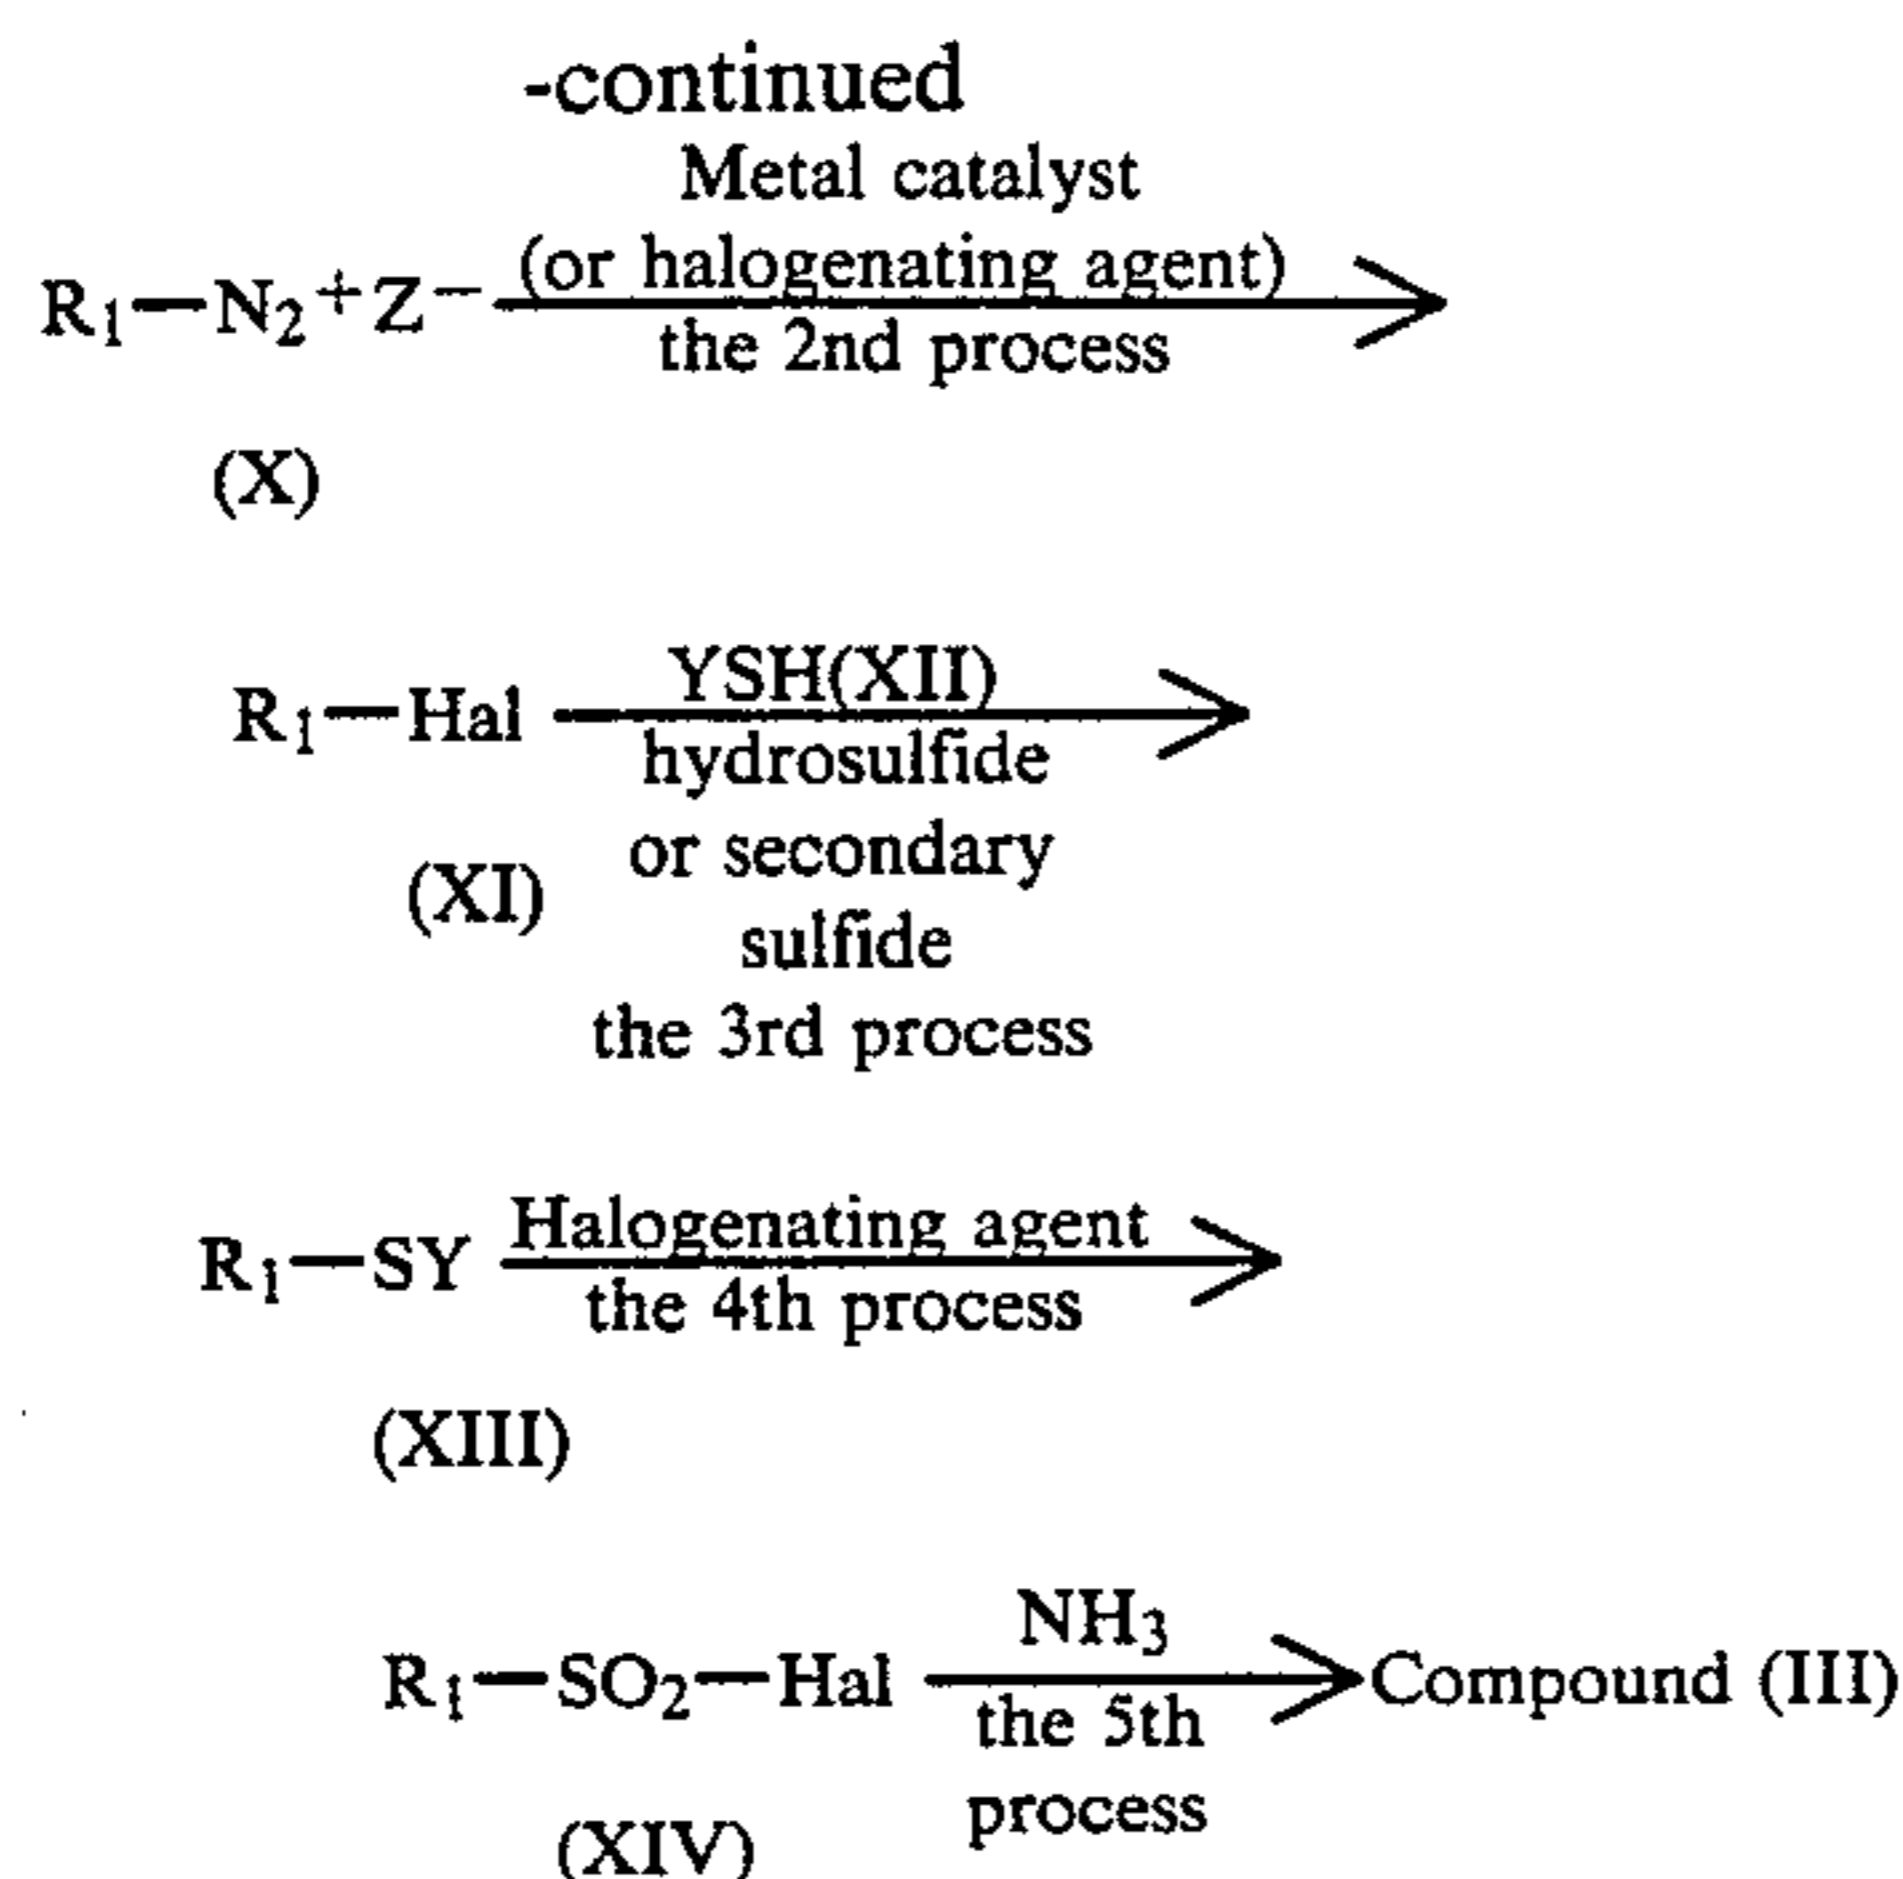 -continued
Metal catalyst
(or halogenating agent)
R₁—N₂⁺Z⁻
the 2nd process
(X)
YSH(XII)
R₁—Hal
hydrosulfide
or secondary
(XI)
sulfide
the 3rd process
Halogenating agent
R₁—SY
the 4th process
(XIII)
NH₃
R₁—SO₂—Hal Compound (III)
the 5th
process
(XIV)